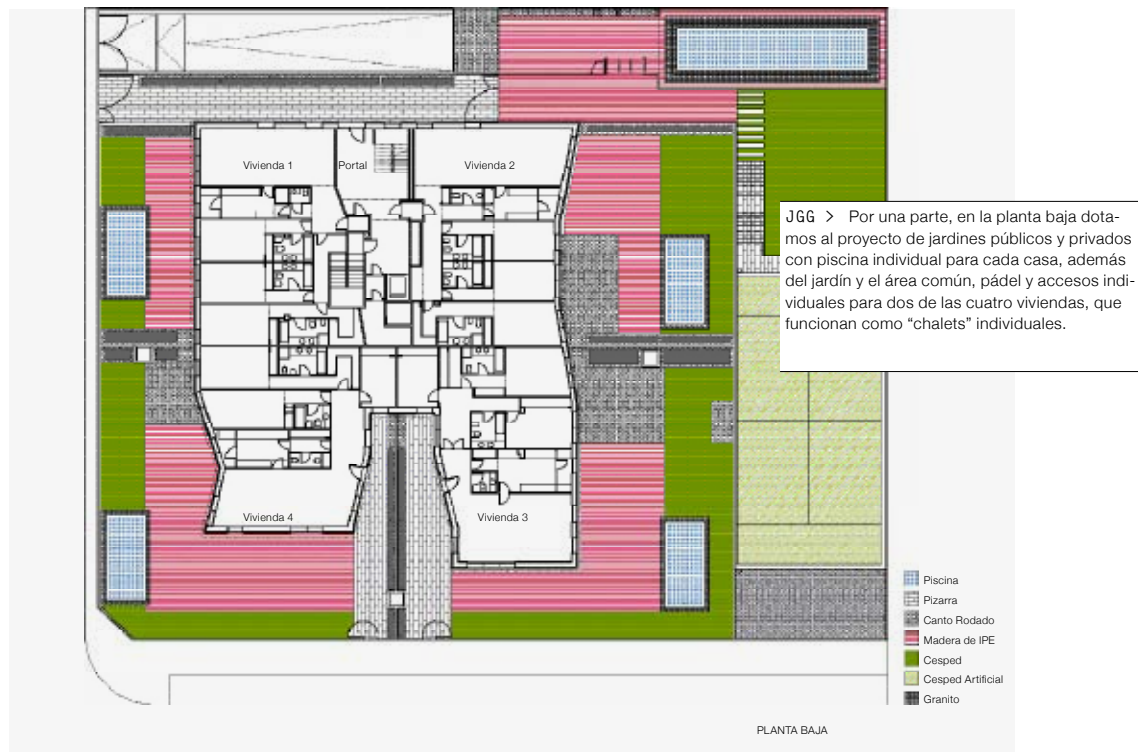 Vivienda 1
Portal
Vivienda 2
JGG > Por una parte, en la planta baja dota-
mos al proyecto de jardines públicos y privados
con piscina individual para cada casa, además
del jardín y el área común, pádel y accesos indi-
viduales para dos de las cuatro viviendas, que
funcionan como “chalets” individuales.
Vivienda 4
Vivienda 3
Piscina
Pizarra
Canto Rodado
Madera de IPE
Cesped
Cesped Artificial
Granito
PLANTA BAJA